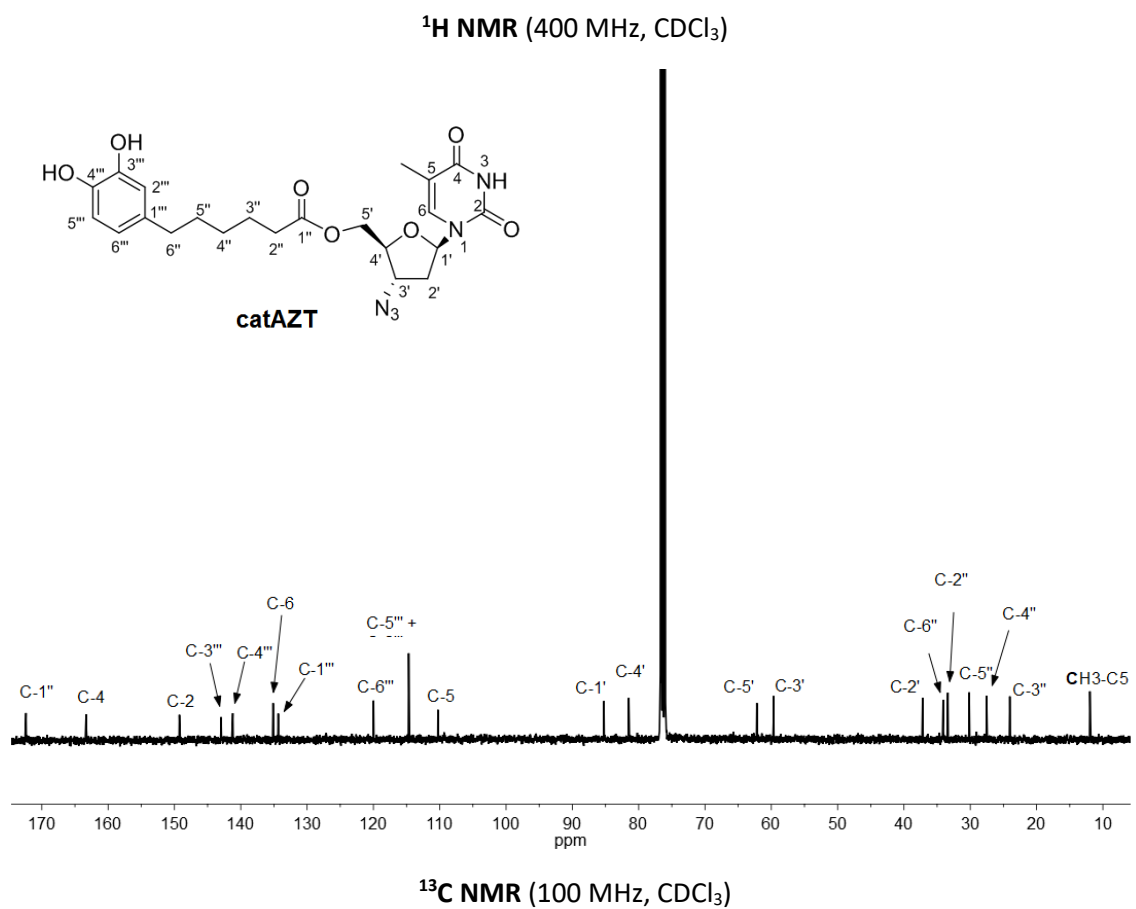 ¹H NMR (400 MHz, CDCl₃)
OH
HO
4'''
3'''
2'''
1'''
5'''
6'''
6''
5''
4''
3''
2''
1''
O
O
5'
O
4'
3'
2'
1'
N₃
O
5
4
3
NH
6
2
N
1
O
catAZT
C-1''
C-4
C-2
C-3'''
C-4'''
C-6
C-1'''
C-6'''
C-5''' +
C-5
C-1'
C-4'
C-5'
C-3'
C-2'
C-6''
C-2''
C-5''
C-4''
C-3''
CH3-C5
170 160 150 140 130 120 110 100 90 80 70 60 50 40 30 20 10
ppm
¹³C NMR (100 MHz, CDCl₃)